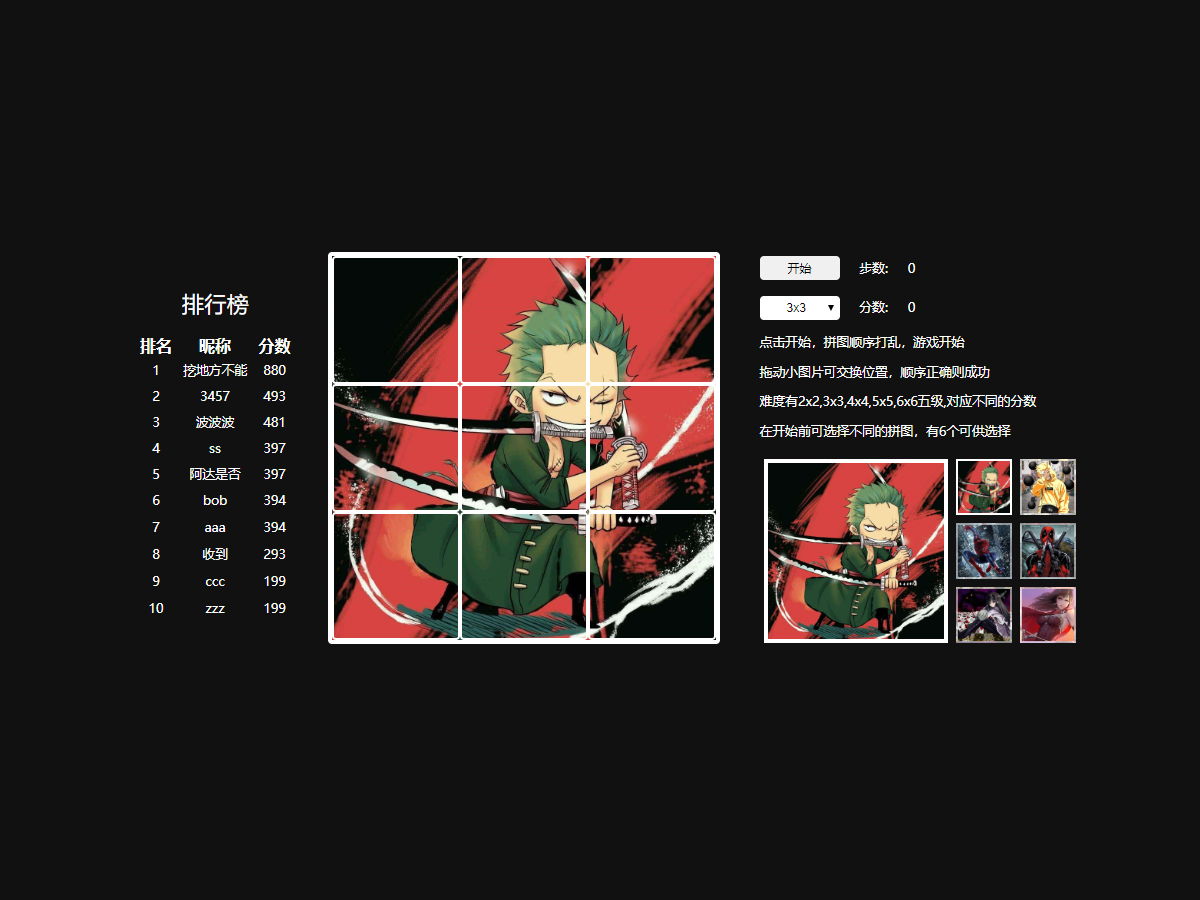 排行榜
排名 昵称 分数
1 挖地方不能 880
2 3457 493
3 波波波 481
4 ss 397
5 阿达是否 397
6 bob 394
7 aaa 394
8 收到 293
9 ccc 199
10 zzz 199
开始 步数: 0
3x3 分数: 0
点击开始，拼图顺序打乱，游戏开始
拖动小图片可交换位置，顺序正确则成功
难度有2x2,3x3,4x4,5x5,6x6五级,对应不同的分数
在开始前可选择不同的拼图，有6个可供选择